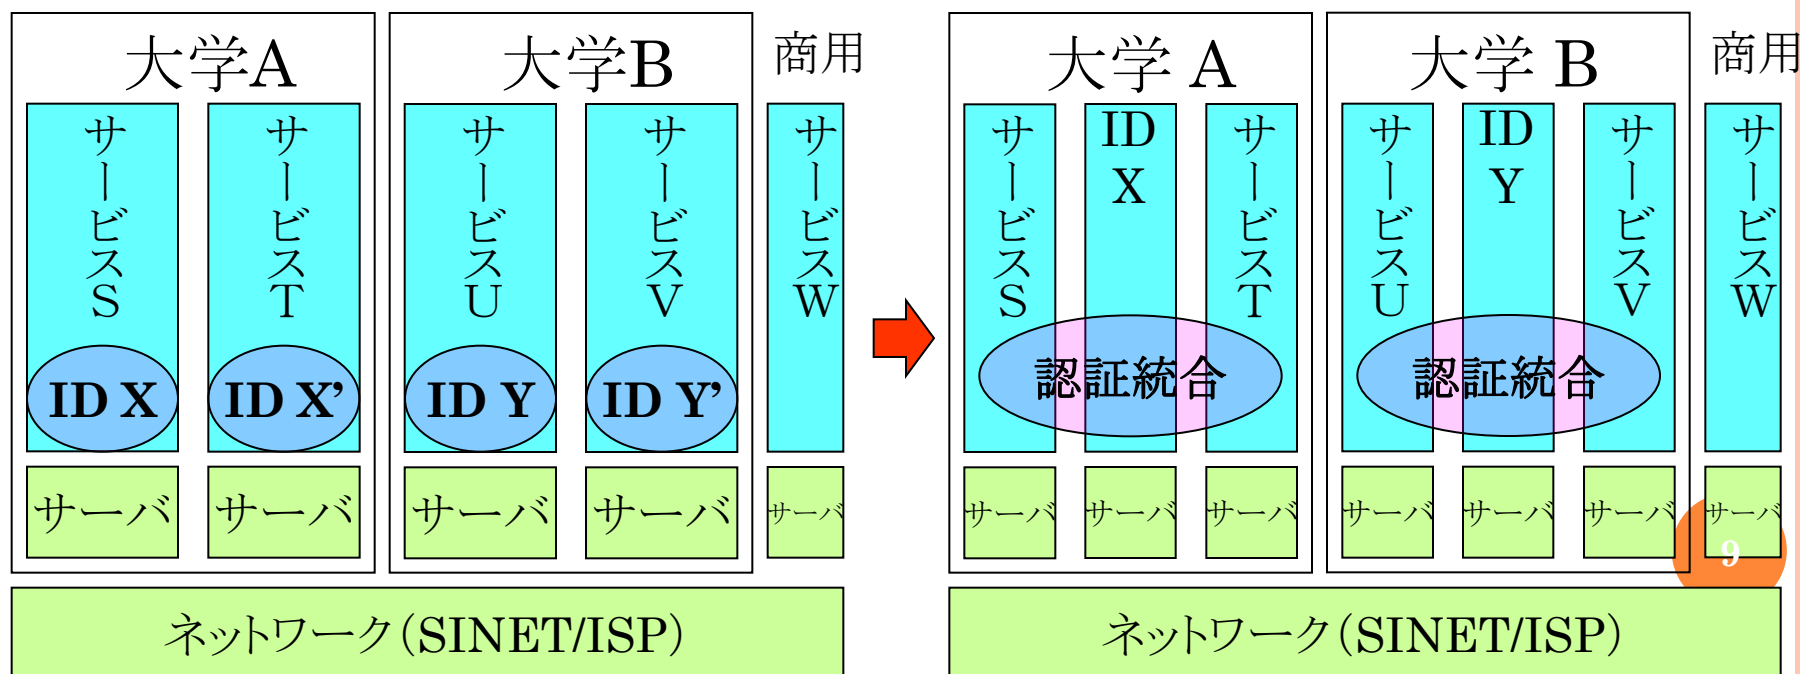 大学A
サービスS
ID X
サーバ
サービスT
ID X’
サーバ
大学B
サービスU
ID Y
サーバ
サービスV
ID Y’
サーバ
商用
サービスW
サーバ
ネットワーク(SINET/ISP)
大学 A
サービスS
ID
X
サービスT
認証統合
サーバ
サーバ
サーバ
大学 B
サービスU
ID
Y
サービスV
認証統合
サーバ
サーバ
サーバ
商用
サービスW
サーバ
9
ネットワーク(SINET/ISP)